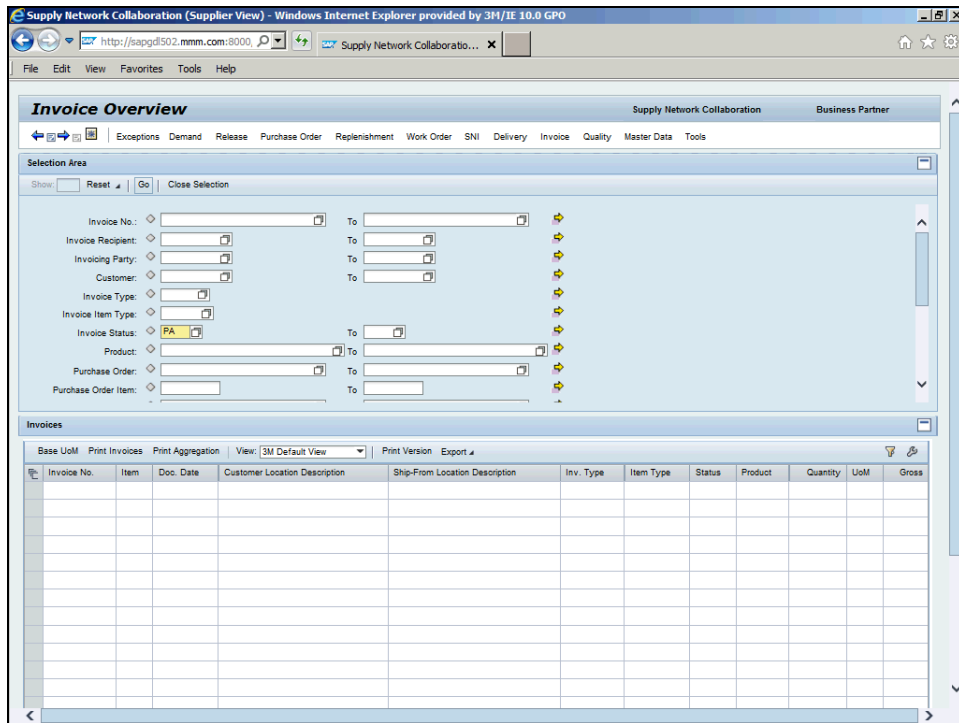 Supply Network Collaboration (Supplier View) - Windows Internet Explorer provided by 3M/IE 10.0 GPO
http://sapgdl502.mmm.com:8000, Supply Network Collaboratio...
File Edit View Favorites Tools Help
Invoice Overview Supply Network Collaboration Business Partner
Exceptions Demand Release Purchase Order Replenishment Work Order SNI Delivery Invoice Quality Master Data Tools
Selection Area
Show: Reset Go Close Selection
Invoice No.: To
Invoice Recipient: To
Invoicing Party: To
Customer: To
Invoice Type:
Invoice Item Type:
Invoice Status: PA To
Product: To
Purchase Order: To
Purchase Order Item: To
Invoices
Base UoM Print Invoices Print Aggregation View: 3M Default View Print Version Export
Invoice No. Item Doc. Date Customer Location Description Ship-From Location Description Inv. Type Item Type Status Product Quantity UoM Gross